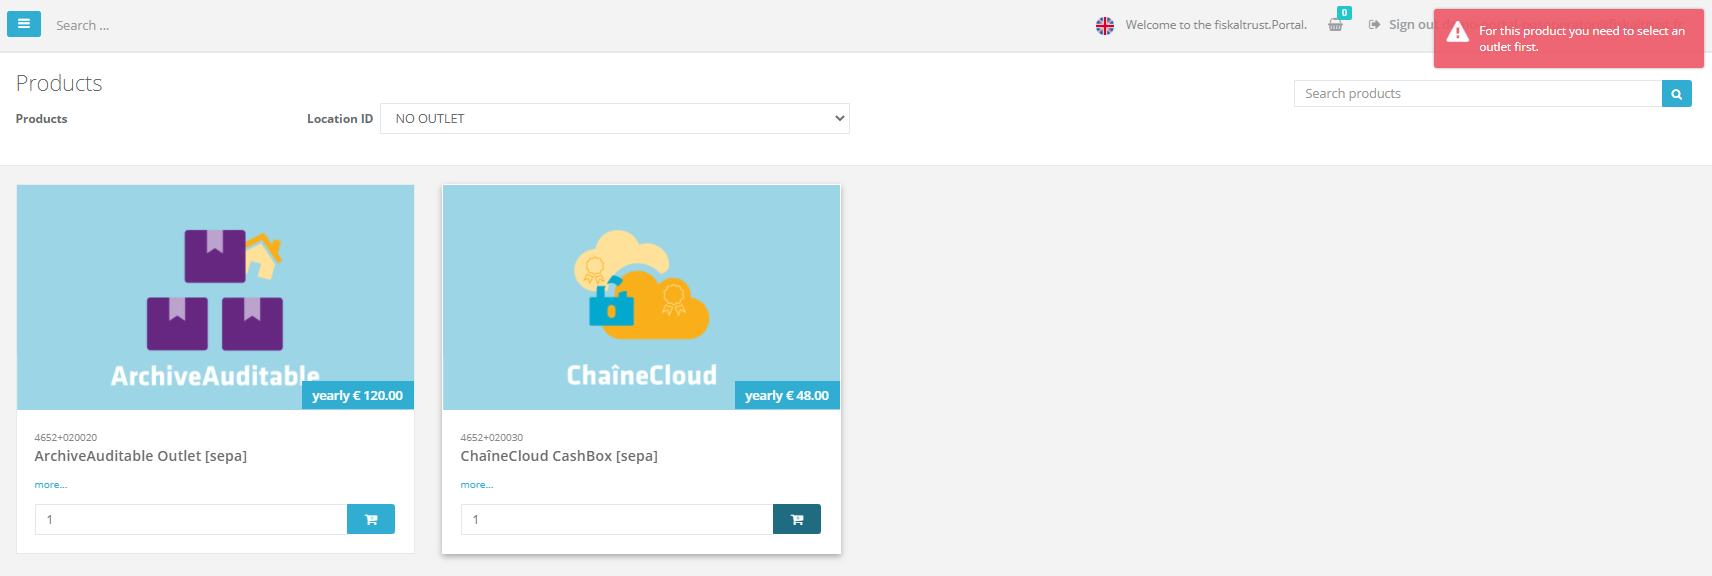 Search ...
Welcome to the fiskaltrust.Portal.
0
Sign out
For this product you need to select an
outlet first.
Products
Search products
Products
Location ID
NO OUTLET
ArchiveAuditable
yearly € 120.00
ChaîneCloud
yearly € 48.00
4652+020020
ArchiveAuditable Outlet [sepa]
more...
1
4652+020030
ChaîneCloud CashBox [sepa]
more...
1